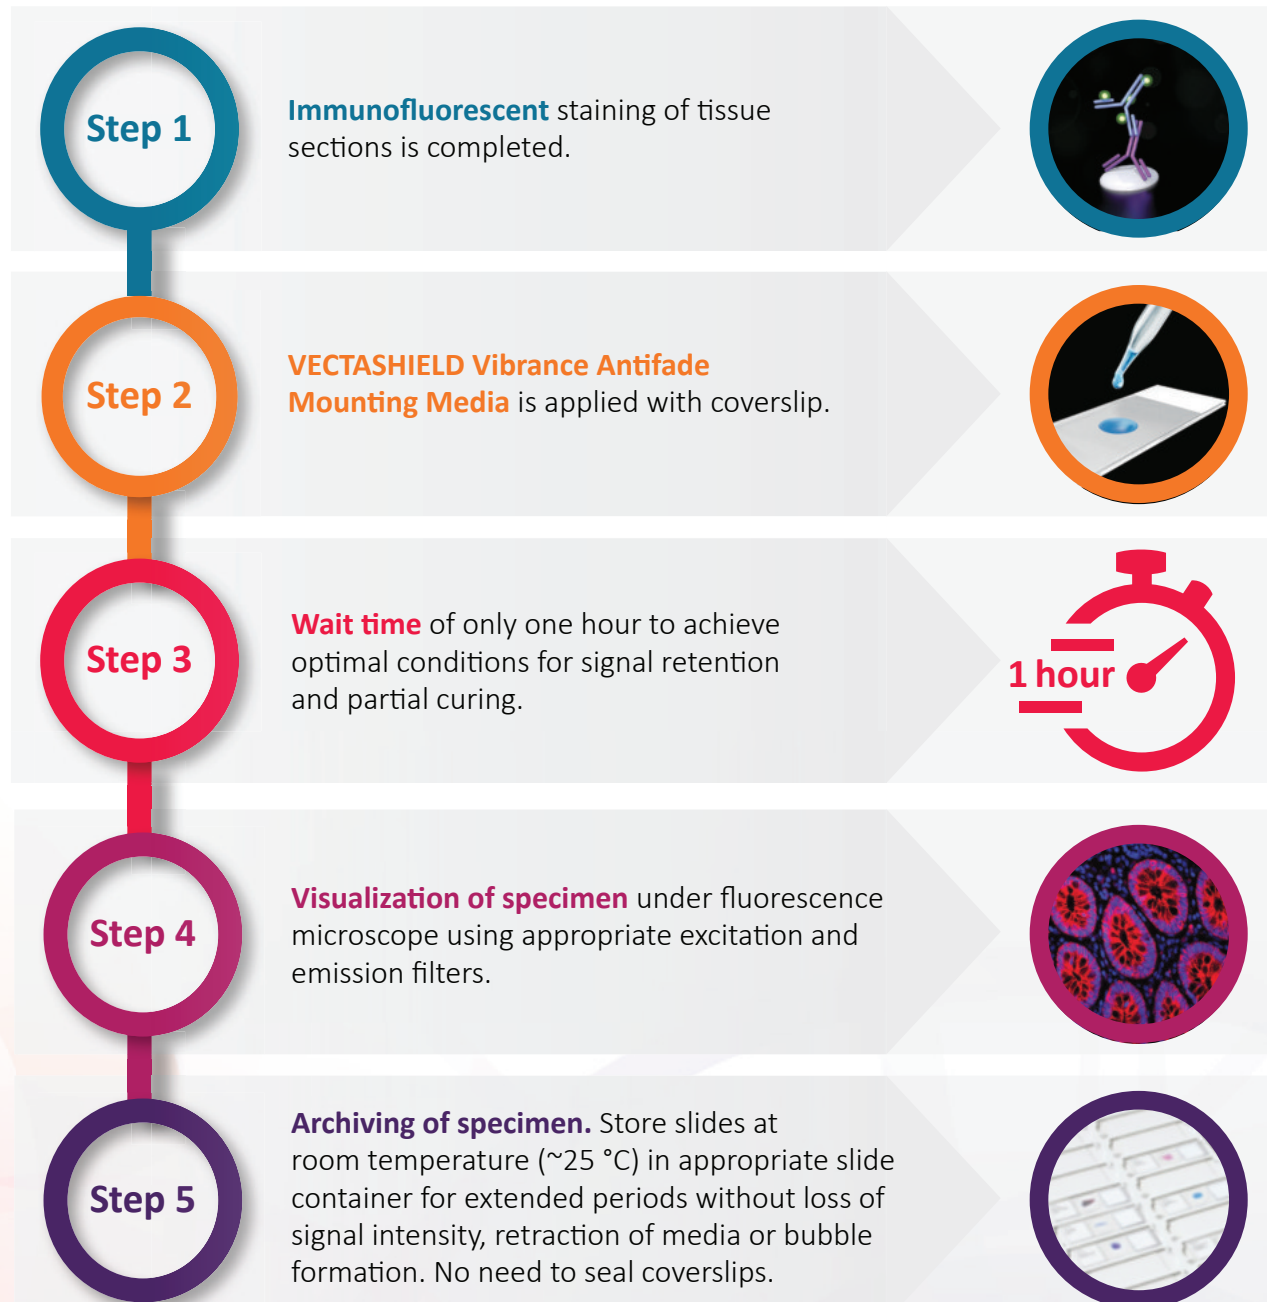 Step 1
Immunofluorescent staining of tissue
sections is completed.
Step 2
VECTASHIELD Vibrance Antifade
Mounting Media is applied with coverslip.
Step 3
Wait time of only one hour to achieve
optimal conditions for signal retention
and partial curing.
1 hour
Step 4
Visualization of specimen under fluorescence
microscope using appropriate excitation and
emission filters.
Step 5
Archiving of specimen. Store slides at
room temperature (~25 °C) in appropriate slide
container for extended periods without loss of
signal intensity, retraction of media or bubble
formation. No need to seal coverslips.